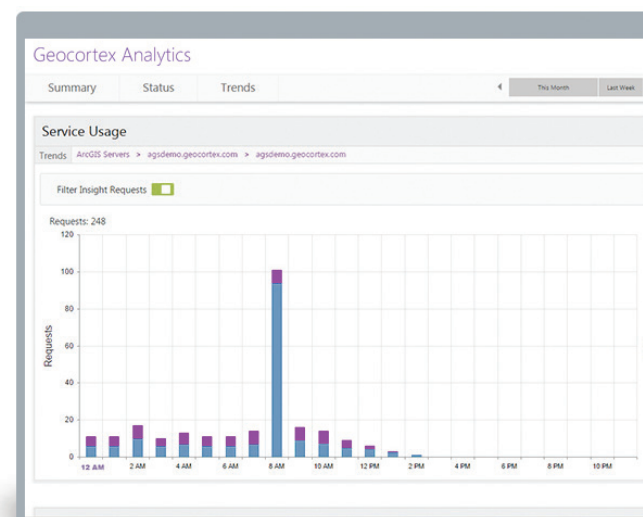 Geocortex Analytics
Summary Status Trends This Month Last Week
Service Usage
Trends ArcGIS Servers > agsdemo.geocortex.com > agsdemo.geocortex.com
Filter Insight Requests
Requests: 248
120
100
80
60
40
20
0
Requests
12 AM 2 AM 4 AM 6 AM 8 AM 10 AM 12 PM 2 PM 4 PM 6 PM 8 PM 10 PM